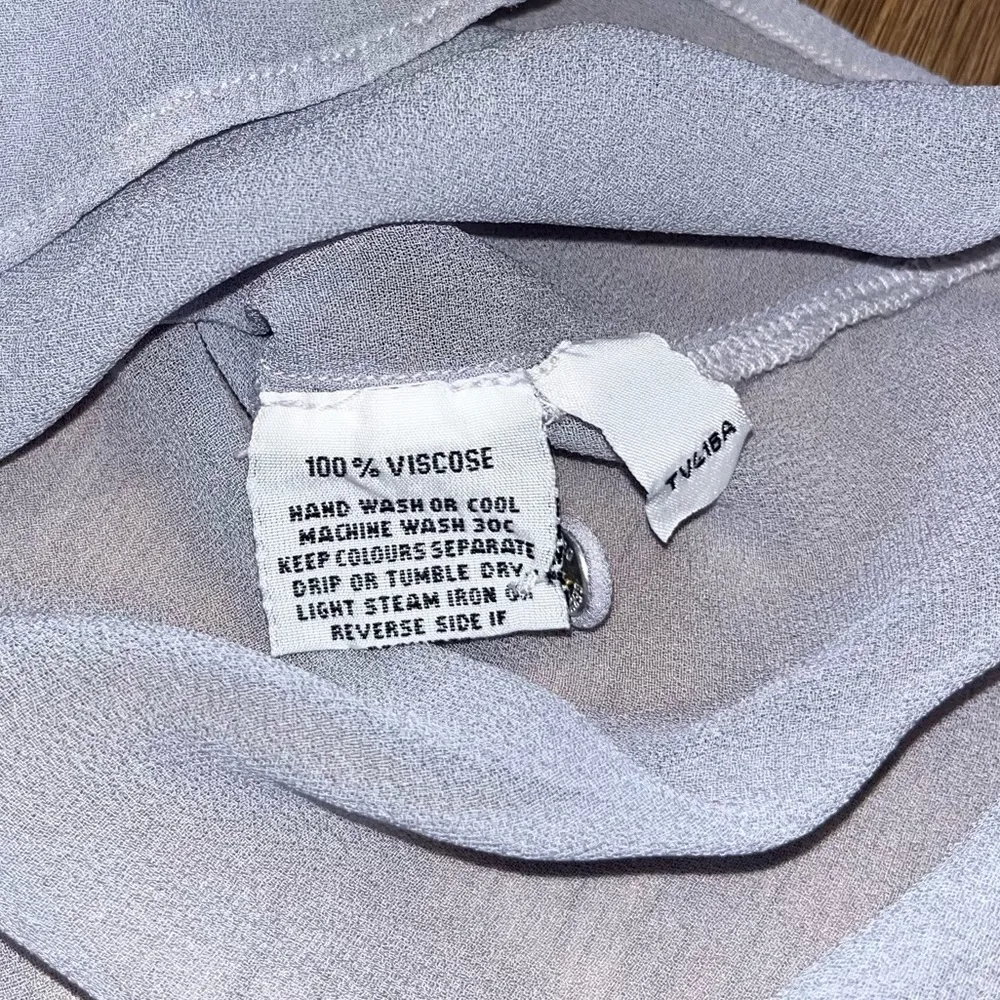 100% VISCOSE
HAND WASH OR COOL
MACHINE WASH 30C
KEEP COLOURS SEPARATE
DRIP OR TUMBLE DRY
LIGHT STEAM IRON ON
REVERSE SIDE IF
TV418A